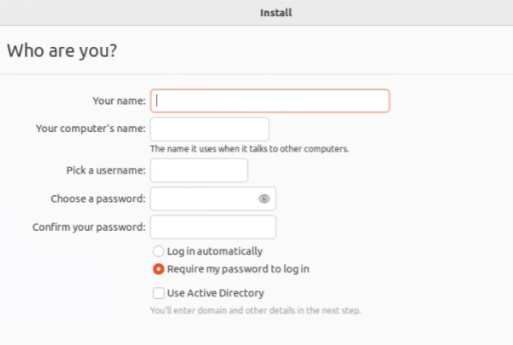 Install
Who are you?
Your name:
Your computer's name:
The name it uses when it talks to other computers.
Pick a username:
Choose a password:
Confirm your password:
Log in automatically
Require my password to log in
Use Active Directory
You'll enter domain and other details in the next step.